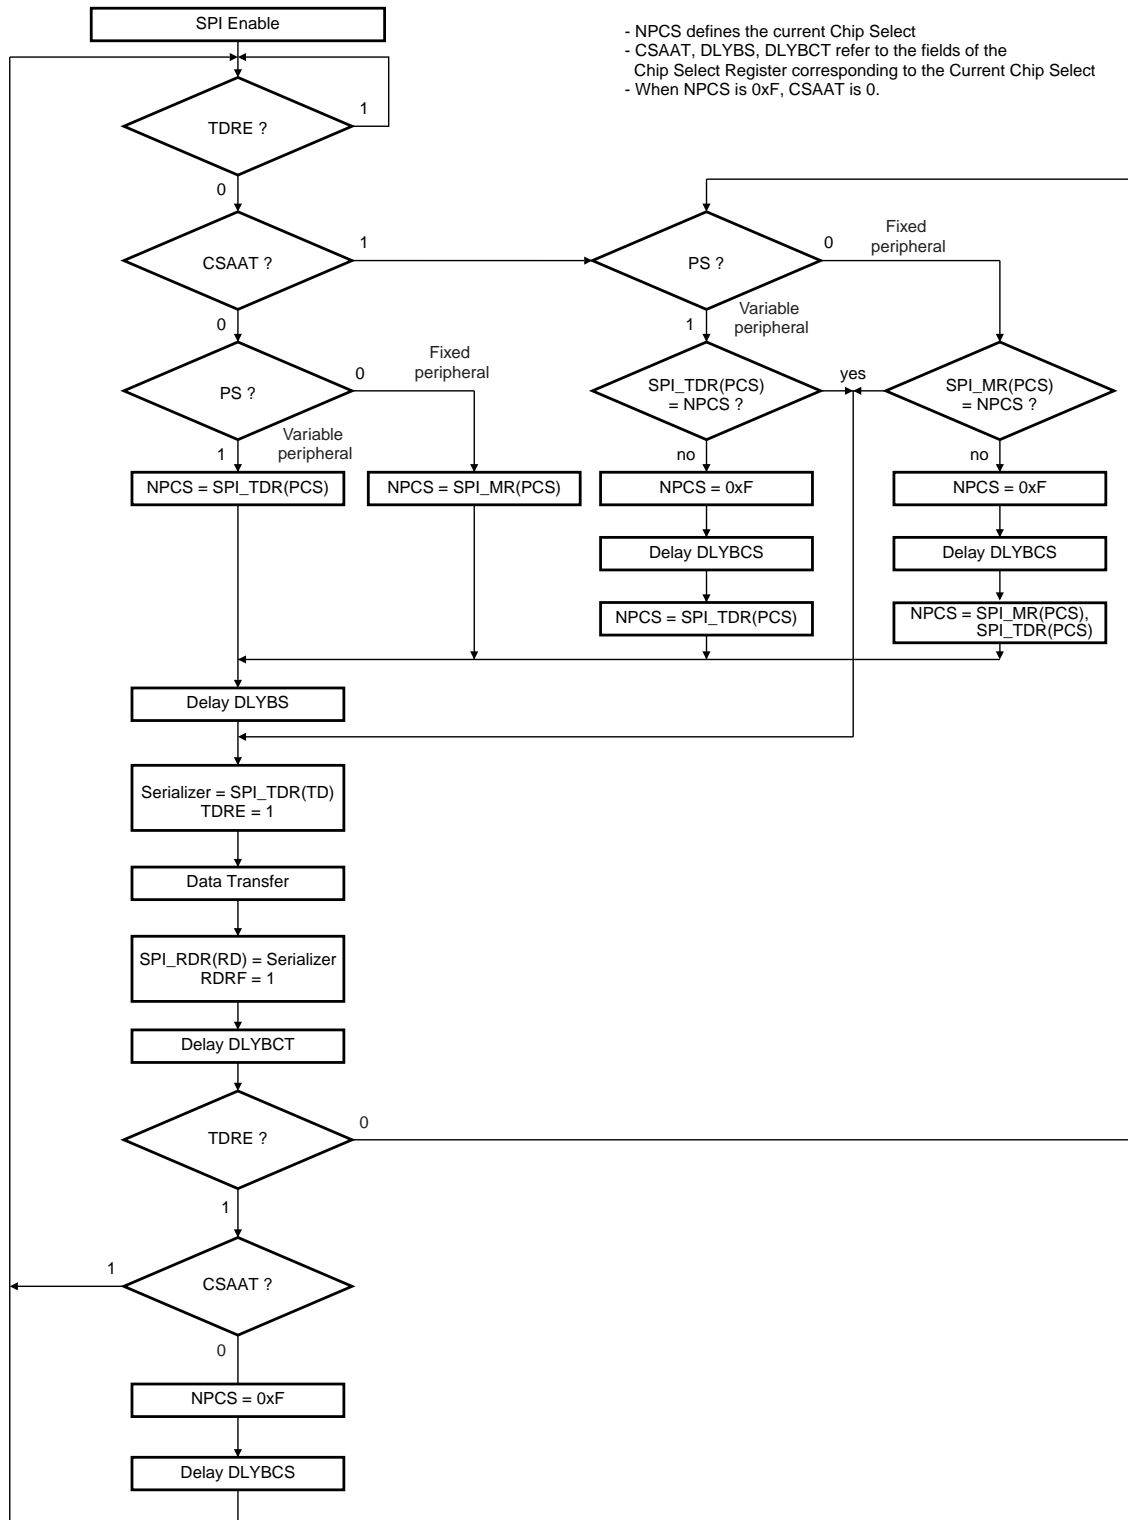 SPI Enable
- NPCS defines the current Chip Select
- CSAAT, DLYBS, DLYBCT refer to the fields of the
Chip Select Register corresponding to the Current Chip Select
- When NPCS is 0xF, CSAAT is 0.
1
TDRE ?
0
CSAAT ?
1
PS ?
0
Fixed
peripheral
0
1
Variable
peripheral
PS ?
0
Fixed
peripheral
SPI_TDR(PCS)
= NPCS ?
yes
SPI_MR(PCS)
= NPCS ?
1
Variable
peripheral
no
no
NPCS = SPI_TDR(PCS)
NPCS = SPI_MR(PCS)
NPCS = 0xF
NPCS = 0xF
Delay DLYBCS
Delay DLYBCS
NPCS = SPI_TDR(PCS)
NPCS = SPI_MR(PCS),
SPI_TDR(PCS)
Delay DLYBS
Serializer = SPI_TDR(TD)
TDRE = 1
Data Transfer
SPI_RDR(RD) = Serializer
RDRF = 1
Delay DLYBCT
TDRE ?
0
1
1
CSAAT ?
0
NPCS = 0xF
Delay DLYBCS